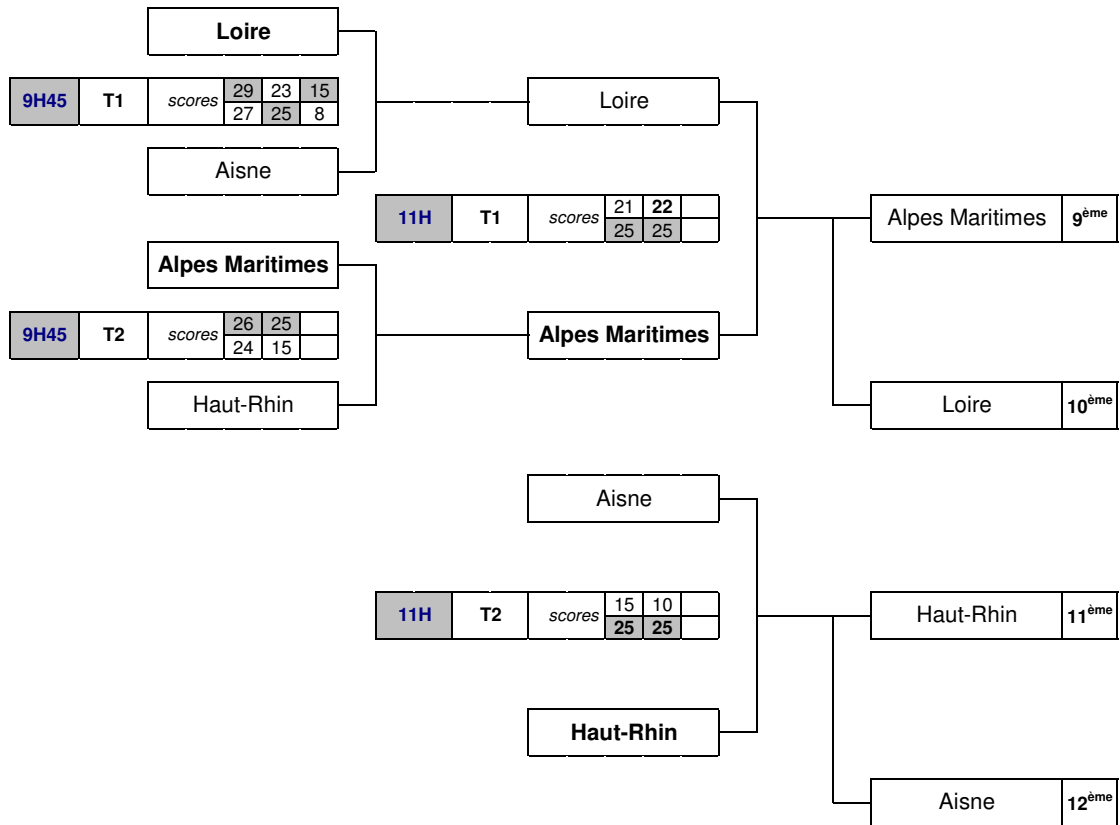 Loire
9H45 T1 scores 29 23 15
27 25 8
Aisne
Loire
11H T1 scores 21 22
25 25
Alpes Maritimes 9ème
Alpes Maritimes
9H45 T2 scores 26 25
24 15
Alpes Maritimes
Haut-Rhin
Loire 10ème
Aisne
11H T2 scores 15 10
25 25
Haut-Rhin 11ème
Haut-Rhin
Aisne 12ème